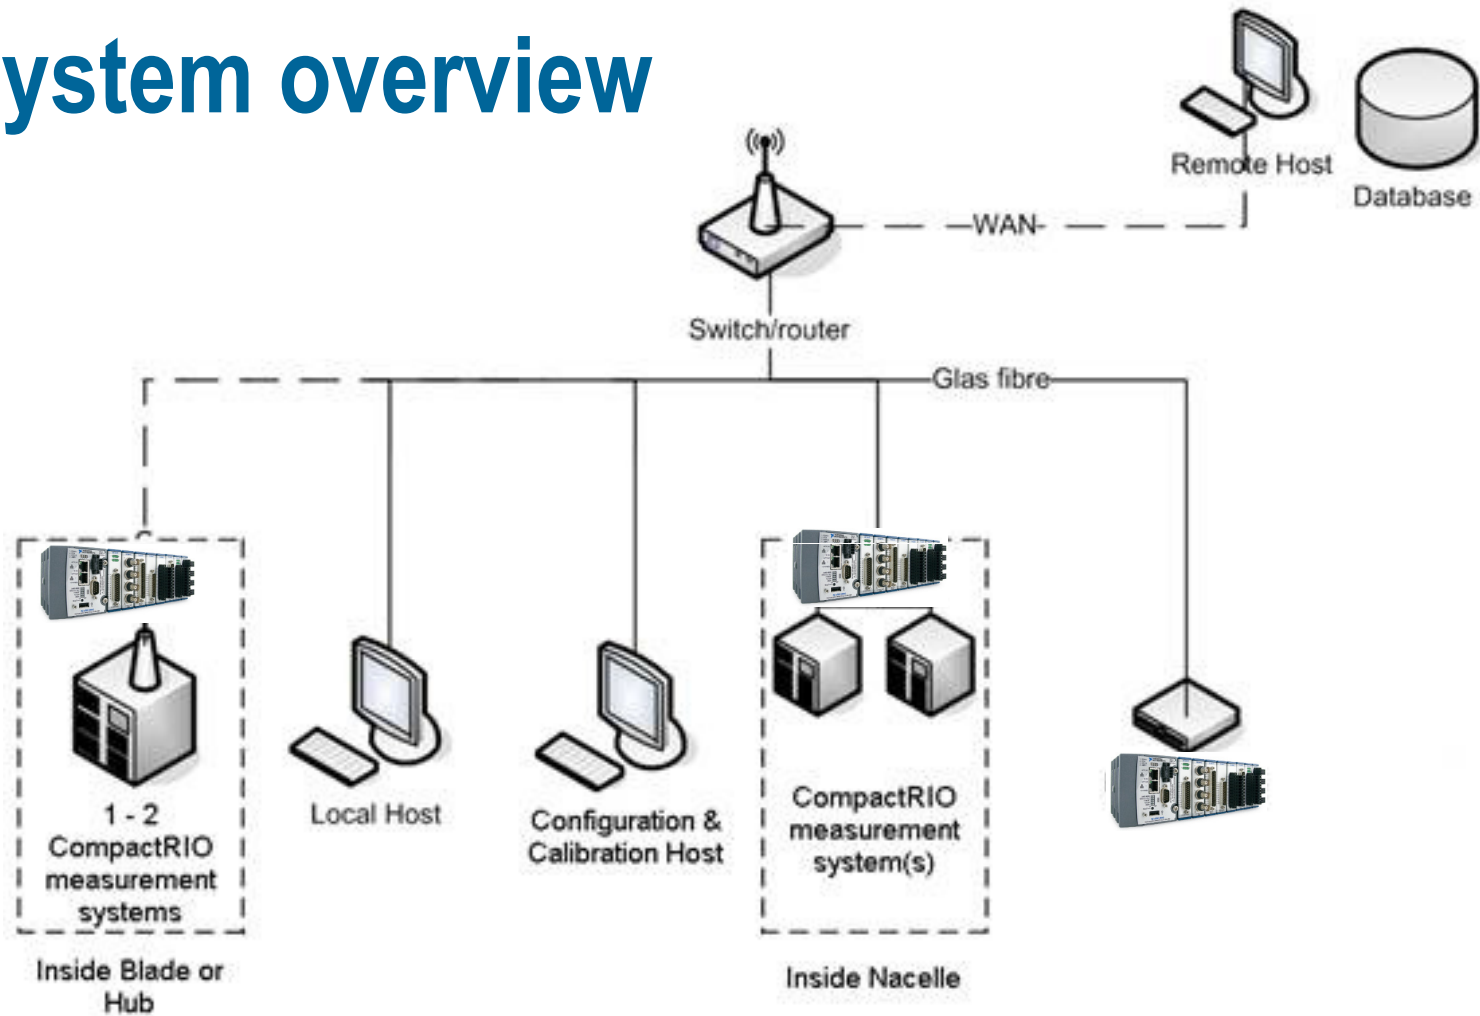 ystem overview
Remote Host
Database
WAN
Switch/router
Glas fibre
1 - 2
CompactRIO
measurement
systems
Inside Blade or
Hub
Local Host
Configuration &
Calibration Host
CompactRIO
measurement
system(s)
Inside Nacelle